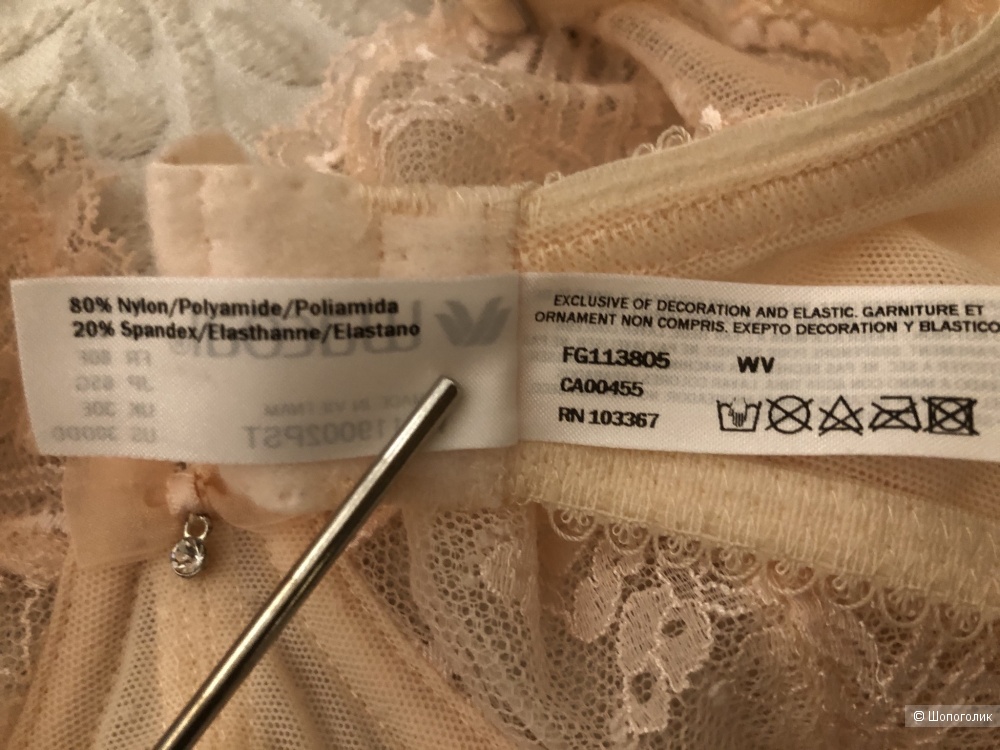 80% Nylon/Polyamide/Poliamida
20% Spandex/Elasthanne/Elastano
EXCLUSIVE OF DECORATION AND ELASTIC. GARNITURE ET
ORNAMENT NON COMPRIS. EXEPTO DECORATION Y BLASTICO
FG113805 WV
CA00455
RN 103367
© Шопоголик